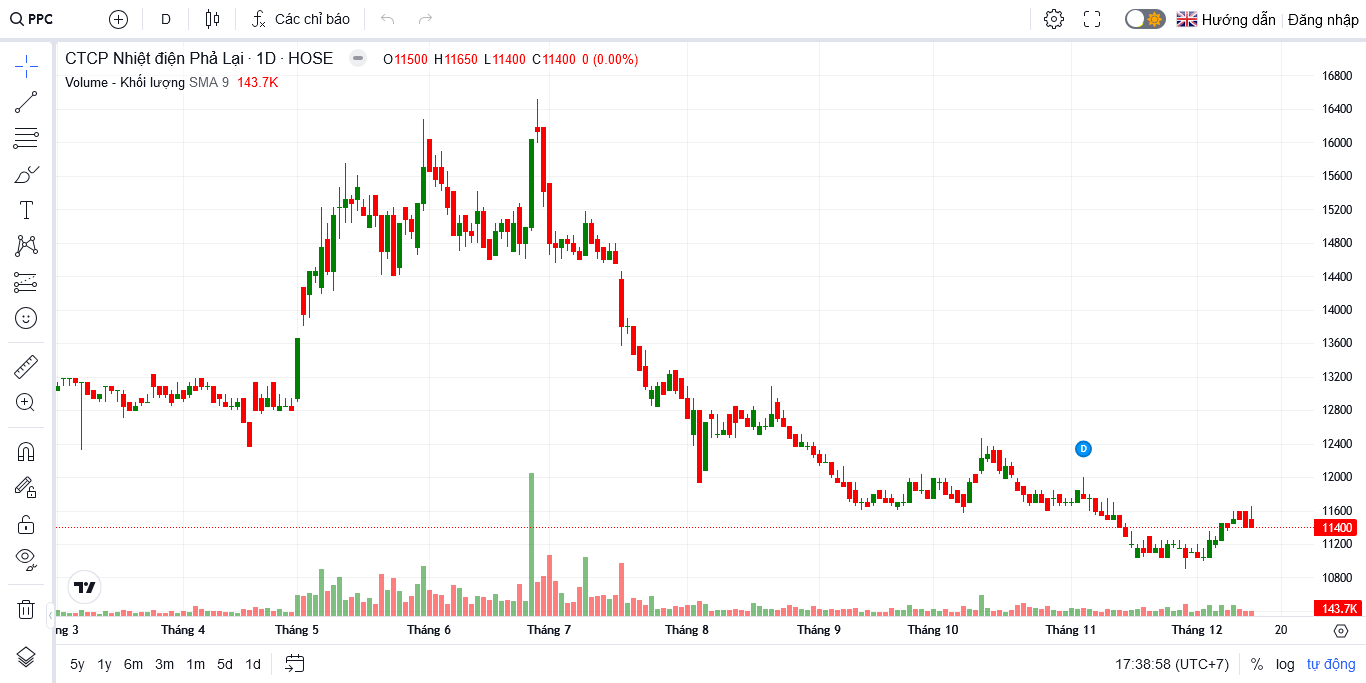 PPC D Các chỉ báo Hướng dẫn Đăng nhập
CTCP Nhiệt điện Phả Lại · 1D · HOSE O11500 H11650 L11400 C11400 0 (0.00%)
Volume - Khối lượng SMA 9 143.7K
16800
16400
16000
15600
15200
14800
14400
14000
13600
13200
12800
12400
D
12000
11600
11400
11200
10800
143.7K
ng 3 Tháng 4 Tháng 5 Tháng 6 Tháng 7 Tháng 8 Tháng 9 Tháng 10 Tháng 11 Tháng 12 20
5y 1y 6m 3m 1m 5d 1d 17:38:58 (UTC+7) % log tự động